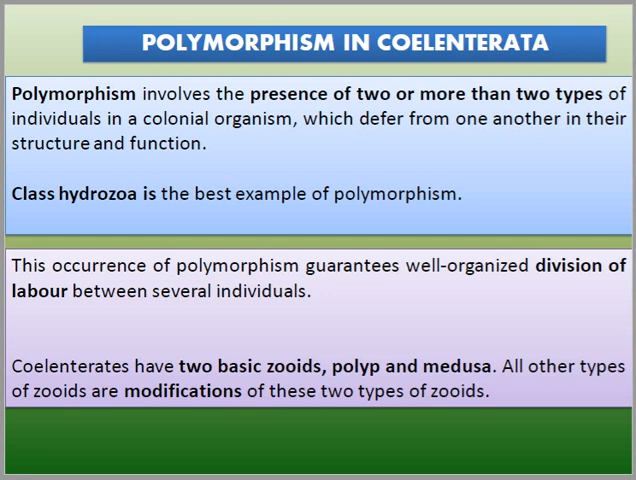 POLYMORPHISM IN COELENTERATA
Polymorphism involves the presence of two or more than two types of
individuals in a colonial organism, which defer from one another in their
structure and function.
Class hydrozoa is the best example of polymorphism.
This occurrence of polymorphism guarantees well-organized division of
labour between several individuals.
Coelenterates have two basic zooids, polyp and medusa. All other types
of zooids are modifications of these two types of zooids.